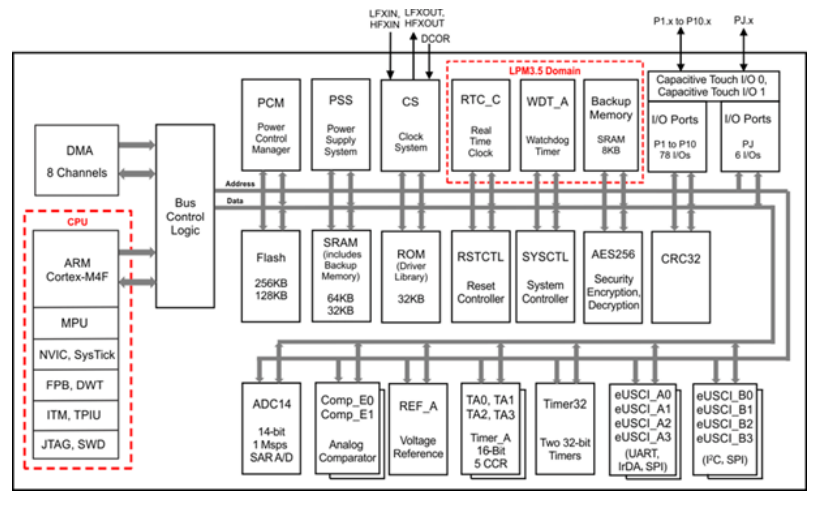 LFXIN, LFXOUT,
HFXIN HFXOUT
DCOR
P1.x to P10.x
PJ.x
LPM3.5 Domain
Capacitive Touch I/O 0,
Capacitive Touch I/O 1
PCM
Power
Control
Manager
PSS
Power
Supply
System
CS
Clock
System
RTC_C
Real
Time
Clock
WDT_A
Watchdog
Timer
Backup
Memory
SRAM
8KB
I/O Ports
P1 to P10
78 I/Os
I/O Ports
PJ
6 I/Os
DMA
8 Channels
Bus
Control
Logic
Address
Data
CPU
ARM
Cortex-M4F
MPU
NVIC, SysTick
FPB, DWT
ITM, TPIU
JTAG, SWD
Flash
256KB
128KB
SRAM
(includes
Backup
Memory)
64KB
32KB
ROM
(Driver
Library)
32KB
RSTCTL
Reset
Controller
SYSCTL
System
Controller
AES256
Security
Encryption,
Decryption
CRC32
ADC14
14-bit
1 Msps
SAR A/D
Comp_E0
Comp_E1
Analog
Comparator
REF_A
Voltage
Reference
TA0, TA1
TA2, TA3
Timer_A
16-Bit
5 CCR
Timer32
Two 32-bit
Timers
eUSCI_A0
eUSCI_A1
eUSCI_A2
eUSCI_A3
(UART,
IrDA, SPI)
eUSCI_B0
eUSCI_B1
eUSCI_B2
eUSCI_B3
(I²C, SPI)